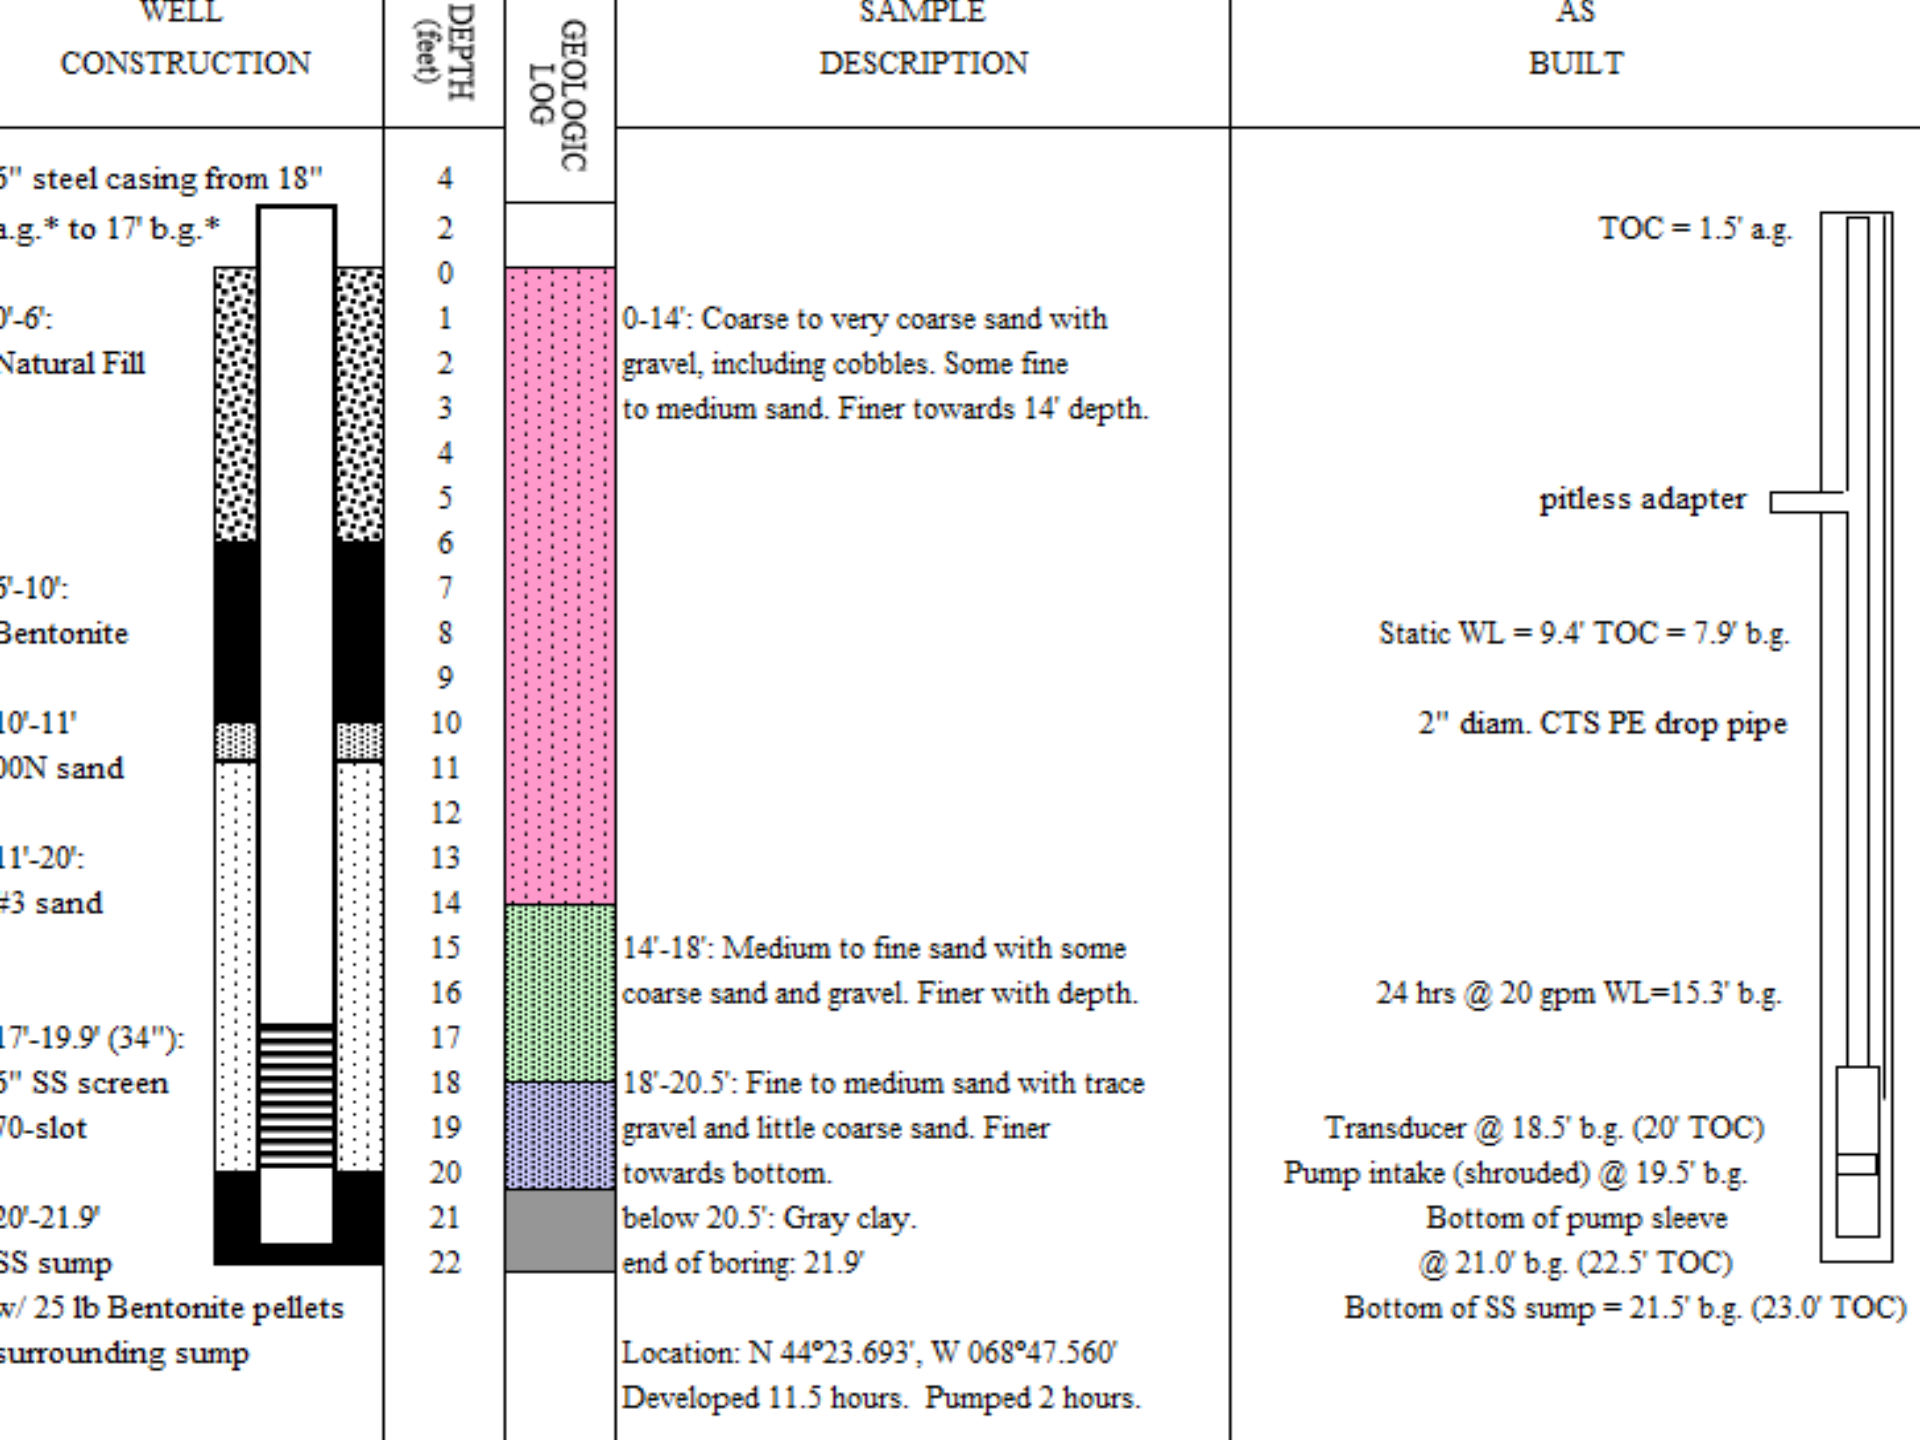 WELL
CONSTRUCTION
DEPTH
(feet)
GEOLOGIC
LOG
SAMPLE
DESCRIPTION
AS
BUILT
6" steel casing from 18"
a.g.* to 17' b.g.*
0'-6':
Natural Fill
6'-10':
Bentonite
10'-11'
00N sand
11'-20':
#3 sand
17'-19.9' (34"):
6" SS screen
70-slot
20'-21.9'
SS sump
w/ 25 lb Bentonite pellets
surrounding sump
4
2
0
1
2
3
4
5
6
7
8
9
10
11
12
13
14
15
16
17
18
19
20
21
22
0-14': Coarse to very coarse sand with
gravel, including cobbles. Some fine
to medium sand. Finer towards 14' depth.
14'-18': Medium to fine sand with some
coarse sand and gravel. Finer with depth.
18'-20.5': Fine to medium sand with trace
gravel and little coarse sand. Finer
towards bottom.
below 20.5': Gray clay.
end of boring: 21.9'
Location: N 44º23.693', W 068º47.560'
Developed 11.5 hours. Pumped 2 hours.
TOC = 1.5' a.g.
pitless adapter
Static WL = 9.4' TOC = 7.9' b.g.
2" diam. CTS PE drop pipe
24 hrs @ 20 gpm WL=15.3' b.g.
Transducer @ 18.5' b.g. (20' TOC)
Pump intake (shrouded) @ 19.5' b.g.
Bottom of pump sleeve
@ 21.0' b.g. (22.5' TOC)
Bottom of SS sump = 21.5' b.g. (23.0' TOC)